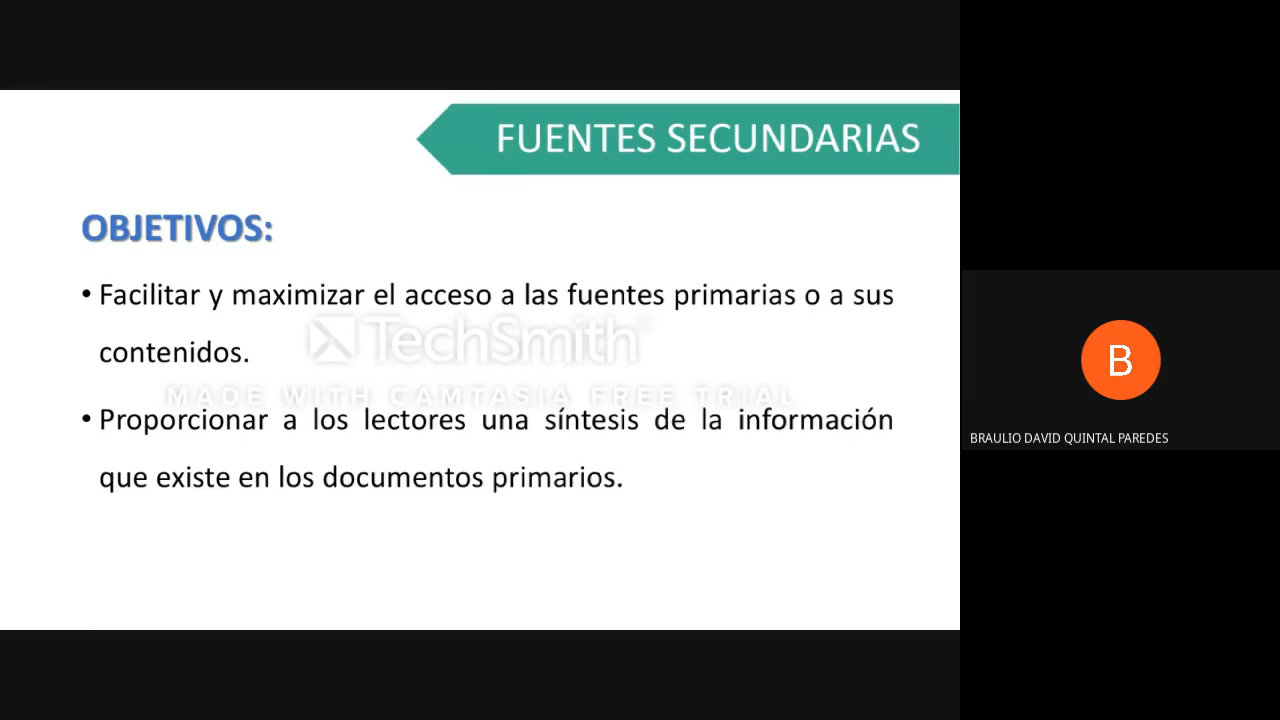 FUENTES SECUNDARIAS
OBJETIVOS:
• Facilitar y maximizar el acceso a las fuentes primarias o a sus
contenidos.
TechSmith
MADE WITH CAMTASIA FREE TRIAL
• Proporcionar a los lectores una síntesis de la información
que existe en los documentos primarios.
B
BRAULIO DAVID QUINTAL PAREDES